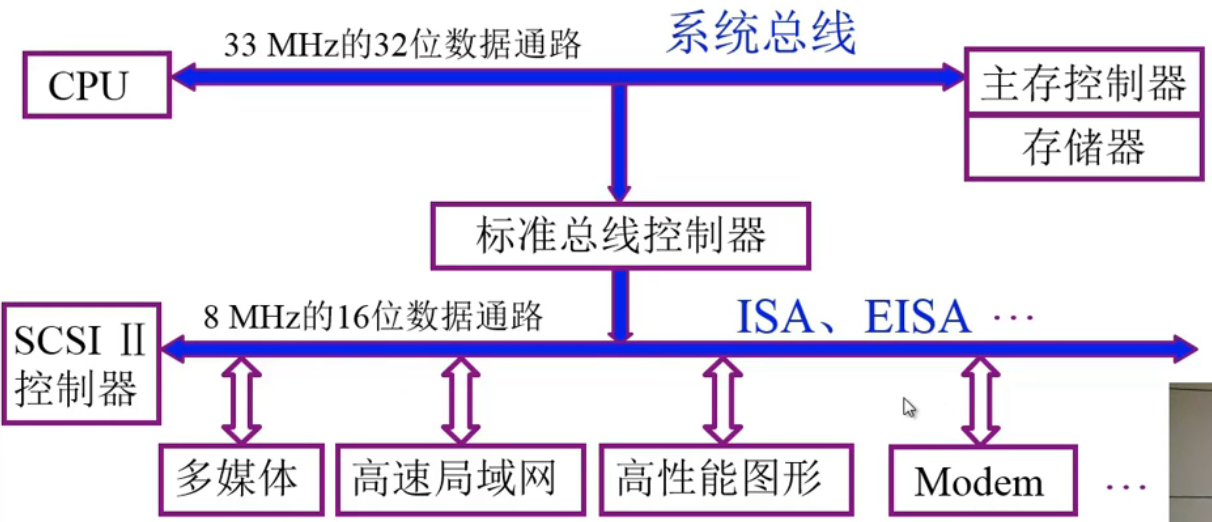 33 MHz的32位数据通路
系统总线
CPU
主存控制器
存储器
标准总线控制器
8 MHz的16位数据通路
ISA、EISA …
SCSI Ⅱ
控制器
多媒体
高速局域网
高性能图形
Modem
…